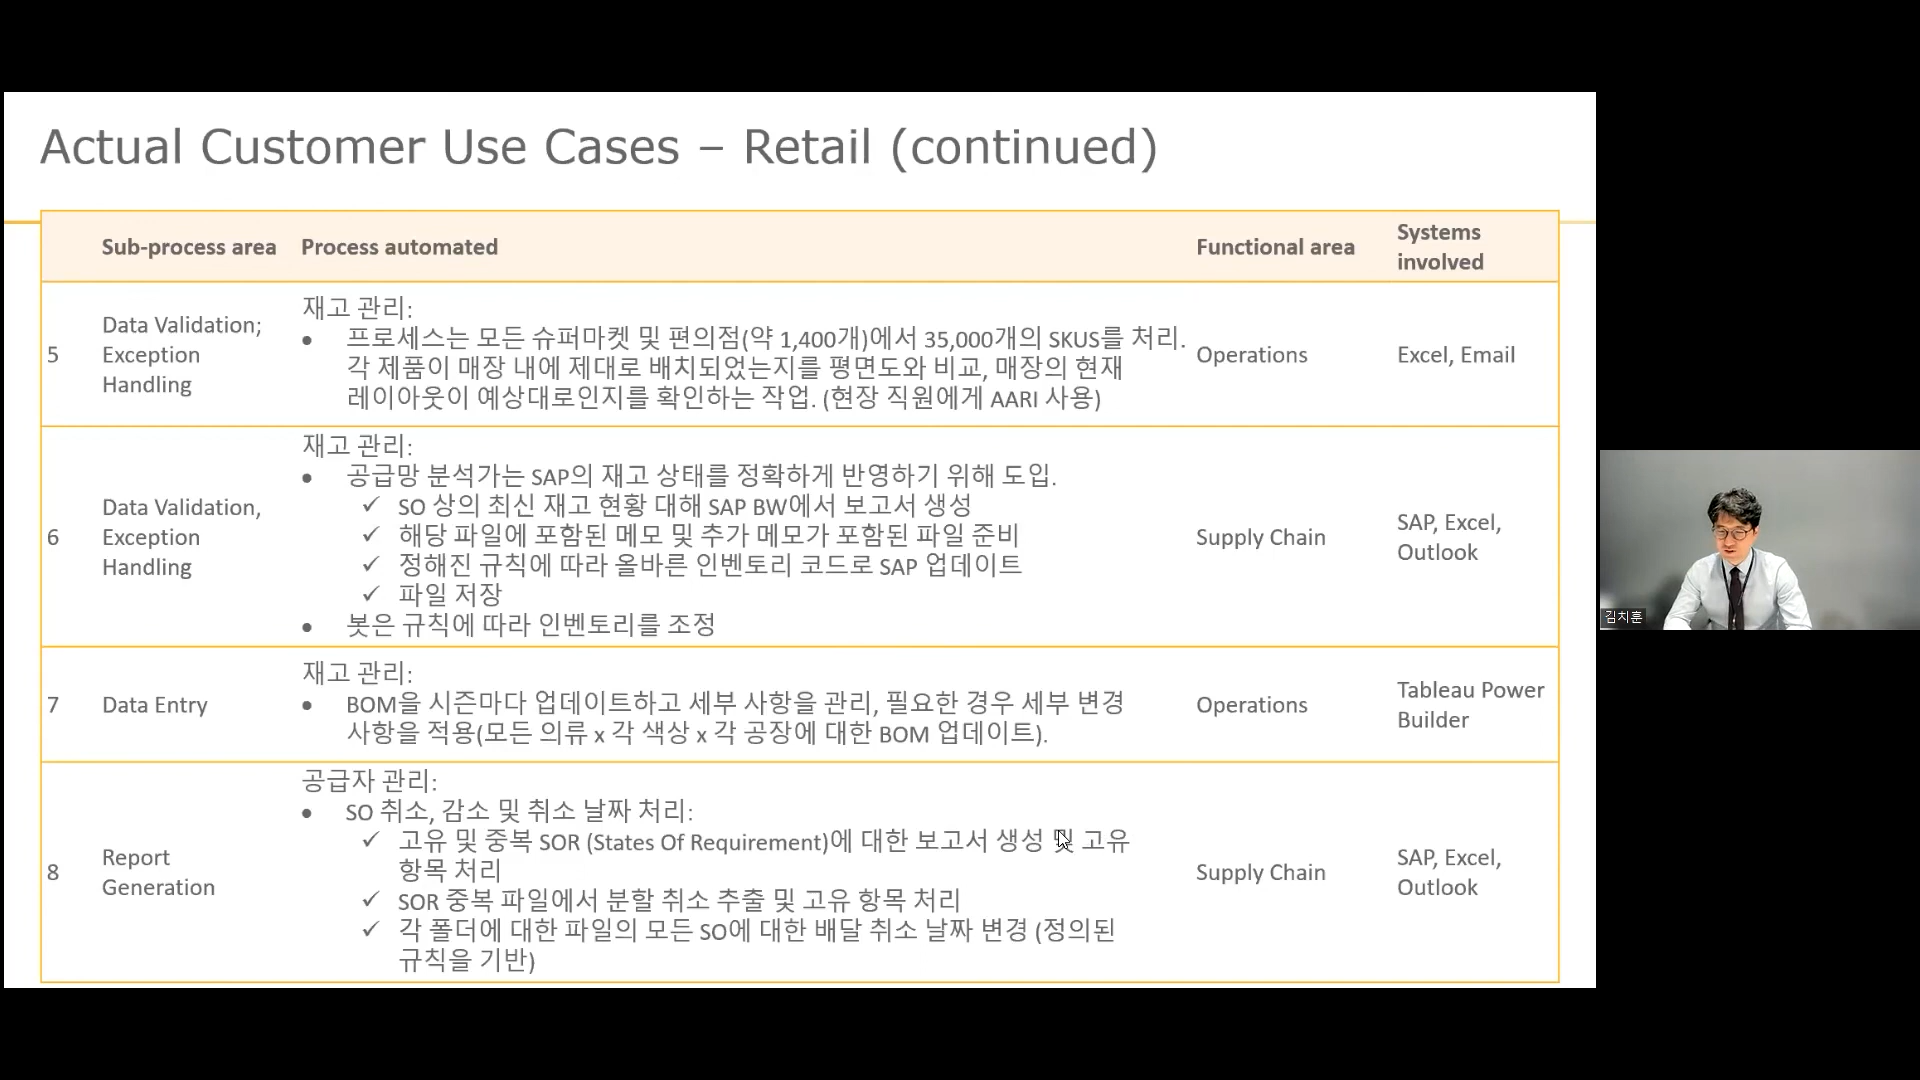 Actual Customer Use Cases – Retail (continued)
Sub-process area
Process automated
Functional area
Systems
involved
5
Data Validation;
Exception
Handling
재고 관리:
• 프로세스는 모든 슈퍼마켓 및 편의점(약 1,400개)에서 35,000개의 SKUS를 처리.
각 제품이 매장 내에 제대로 배치되었는지를 평면도와 비교, 매장의 현재
레이아웃이 예상대로인지를 확인하는 작업. (현장 직원에게 AARI 사용)
Operations
Excel, Email
6
Data Validation,
Exception
Handling
재고 관리:
• 공급망 분석가는 SAP의 재고 상태를 정확하게 반영하기 위해 도입.
✓ SO 상의 최신 재고 현황 대해 SAP BW에서 보고서 생성
✓ 해당 파일에 포함된 메모 및 추가 메모가 포함된 파일 준비
✓ 정해진 규칙에 따라 올바른 인벤토리 코드로 SAP 업데이트
✓ 파일 저장
• 봇은 규칙에 따라 인벤토리를 조정
Supply Chain
SAP, Excel,
Outlook
7
Data Entry
재고 관리:
• BOM을 시즌마다 업데이트하고 세부 사항을 관리, 필요한 경우 세부 변경
사항을 적용(모든 의류 x 각 색상 x 각 공장에 대한 BOM 업데이트).
Operations
Tableau Power
Builder
8
Report
Generation
공급자 관리:
• SO 취소, 감소 및 취소 날짜 처리:
✓ 고유 및 중복 SOR (States Of Requirement)에 대한 보고서 생성 및 고유
항목 처리
✓ SOR 중복 파일에서 분할 취소 추출 및 고유 항목 처리
✓ 각 폴더에 대한 파일의 모든 SO에 대한 배달 취소 날짜 변경 (정의된
규칙을 기반)
Supply Chain
SAP, Excel,
Outlook
김치훈